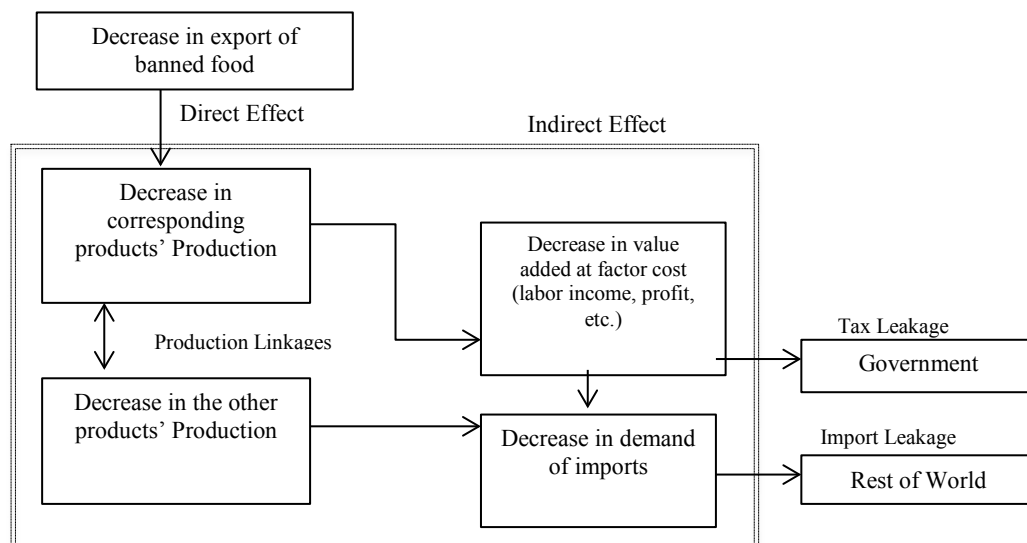 Decrease in export of
banned food
Direct Effect
Indirect Effect
Decrease in
corresponding
products’ Production
Decrease in value
added at factor cost
(labor income, profit,
etc.)
Tax Leakage
Government
Production Linkages
Decrease in the other
products’ Production
Decrease in demand
of imports
Import Leakage
Rest of World